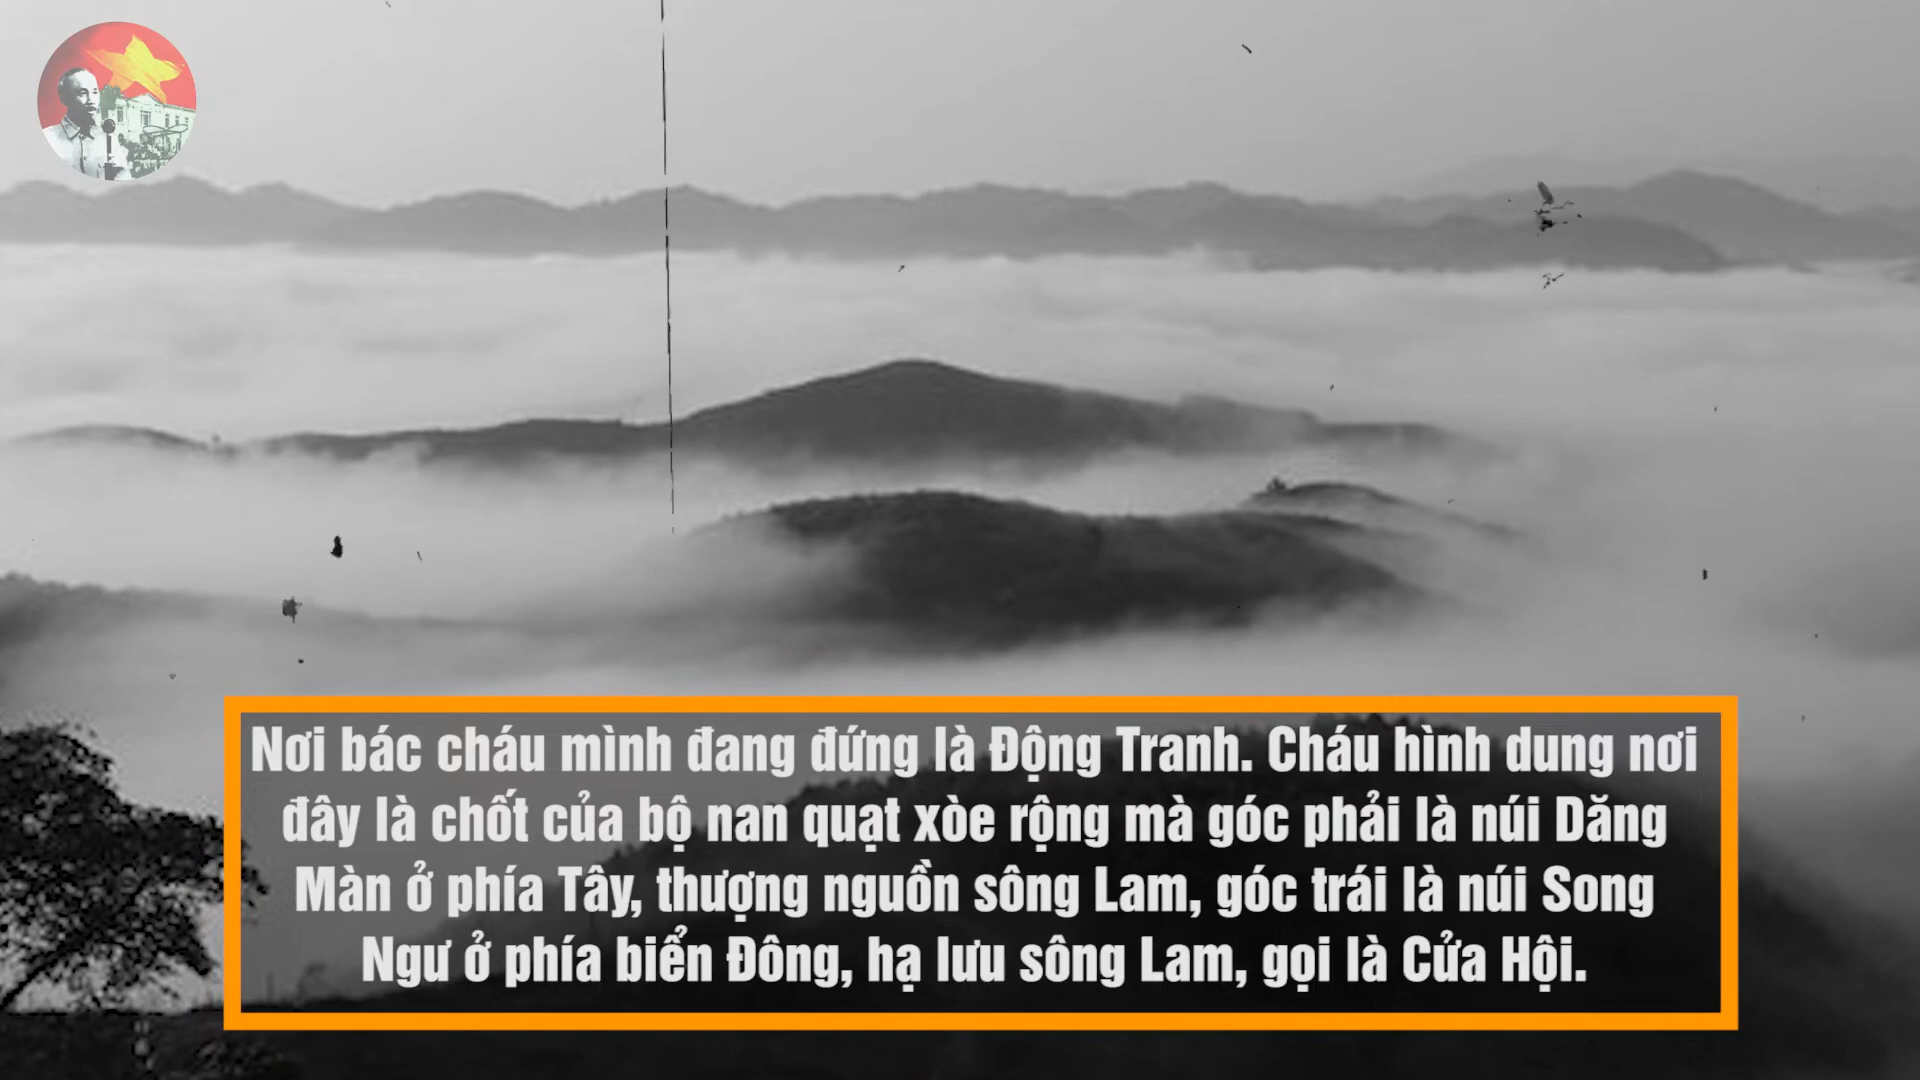 Nơi bác cháu mình đang đứng là Động Tranh. Cháu hình dung nơi
đây là chốt của bộ nan quạt xòe rộng mà góc phải là núi Dăng
Màn ở phía Tây, thượng nguồn sông Lam, góc trái là núi Song
Ngư ở phía biển Đông, hạ lưu sông Lam, gọi là Cửa Hội.